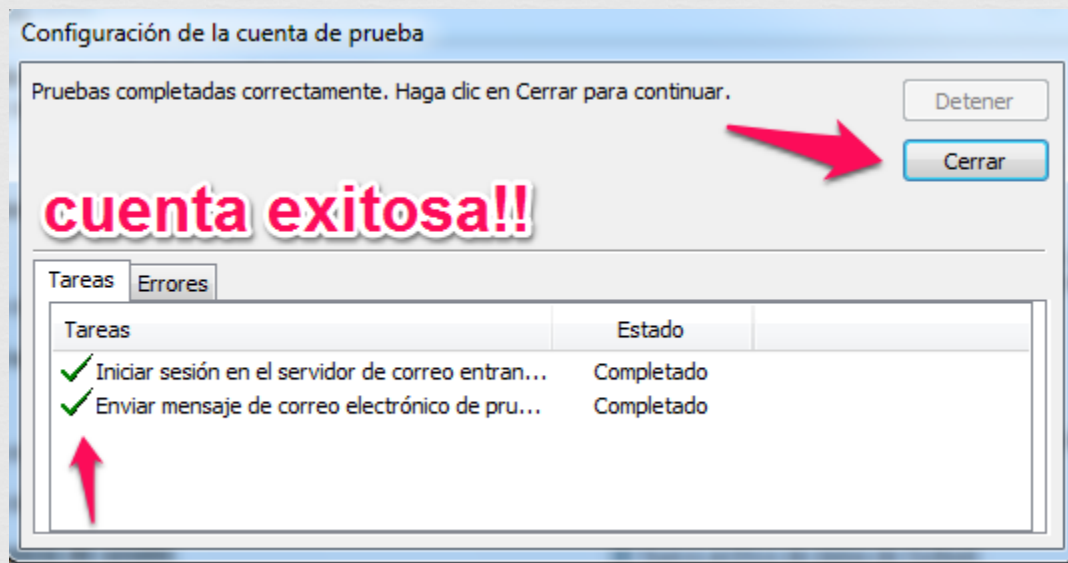 Configuración de la cuenta de prueba
Pruebas completadas correctamente. Haga clic en Cerrar para continuar.
Detener
Cerrar
cuenta exitosa!!
Tareas Errores
Tareas Estado
Iniciar sesión en el servidor de correo entran... Completado
Enviar mensaje de correo electrónico de pru... Completado